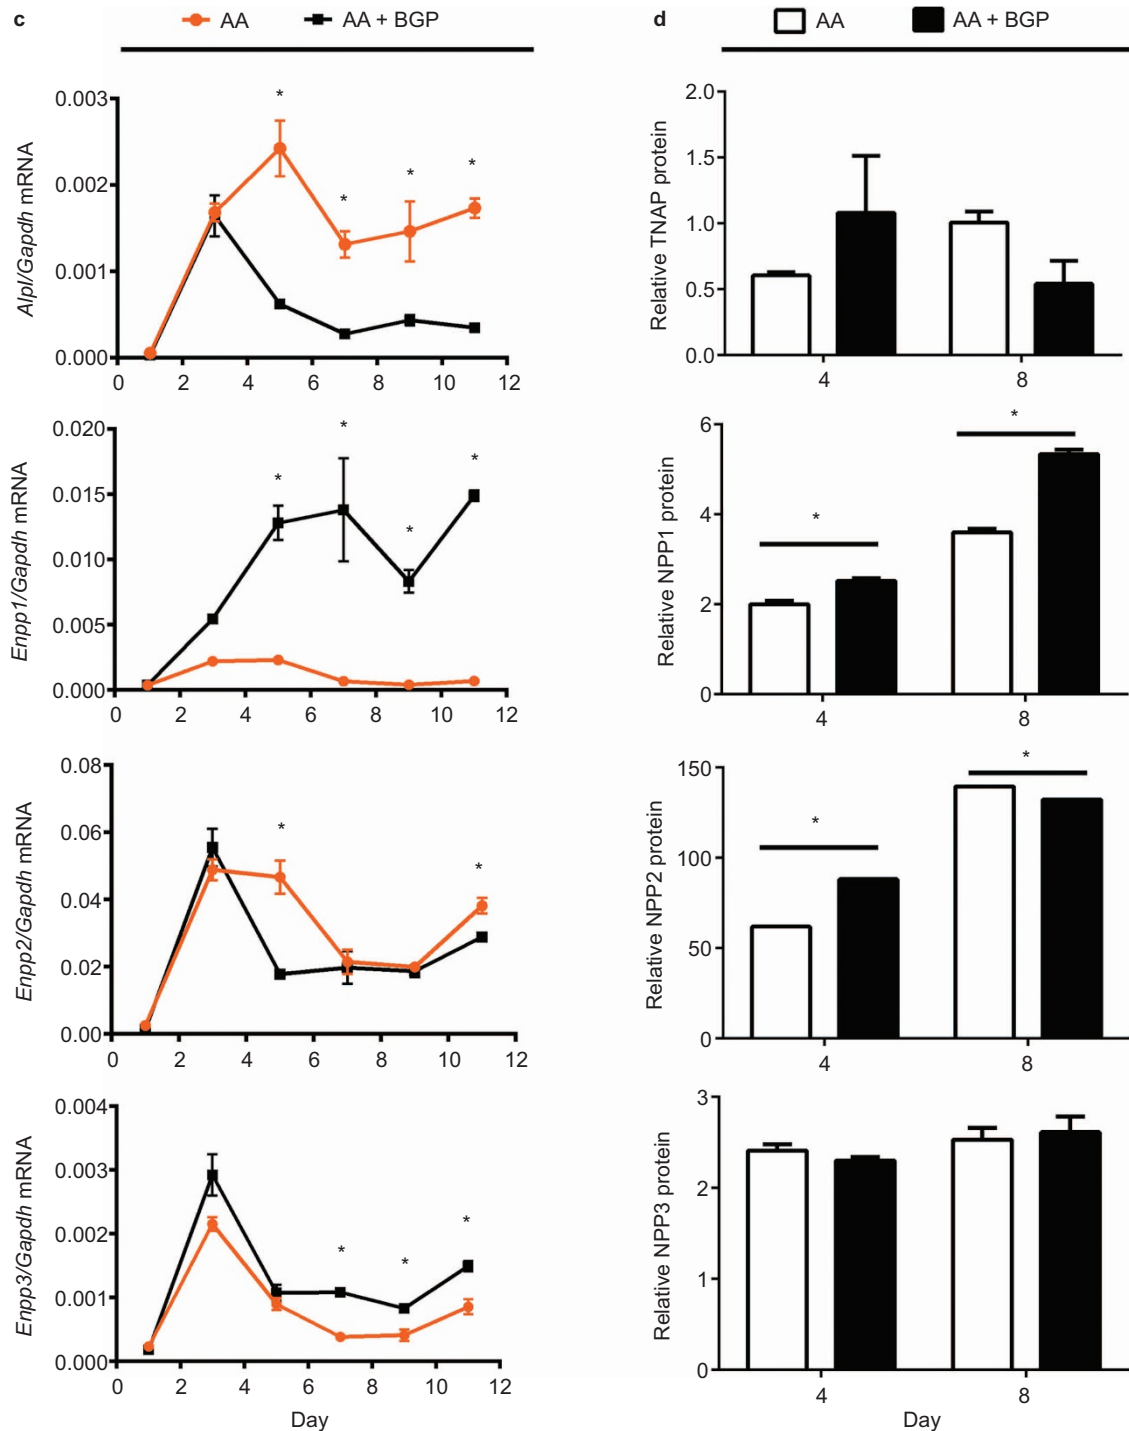 c AA AA + BGP
0.003
0.002
0.001
0.000
Alpl/Gapdh mRNA
* * * * *
0 2 4 6 8 10 12
0.020
0.015
0.010
0.005
0.000
Enpp1/Gapdh mRNA
* * * *
0 2 4 6 8 10 12
0.08
0.06
0.04
0.02
0.00
Enpp2/Gapdh mRNA
* *
0 2 4 6 8 10 12
0.004
0.003
0.002
0.001
0.000
Enpp3/Gapdh mRNA
* * *
0 2 4 6 8 10 12
Day
d AA AA + BGP
2.0
1.5
1.0
0.5
0.0
Relative TNAP protein
4 8
6
4
2
0
Relative NPP1 protein
* *
4 8
150
100
50
0
Relative NPP2 protein
* *
4 8
3
2
1
0
Relative NPP3 protein
4 8
Day